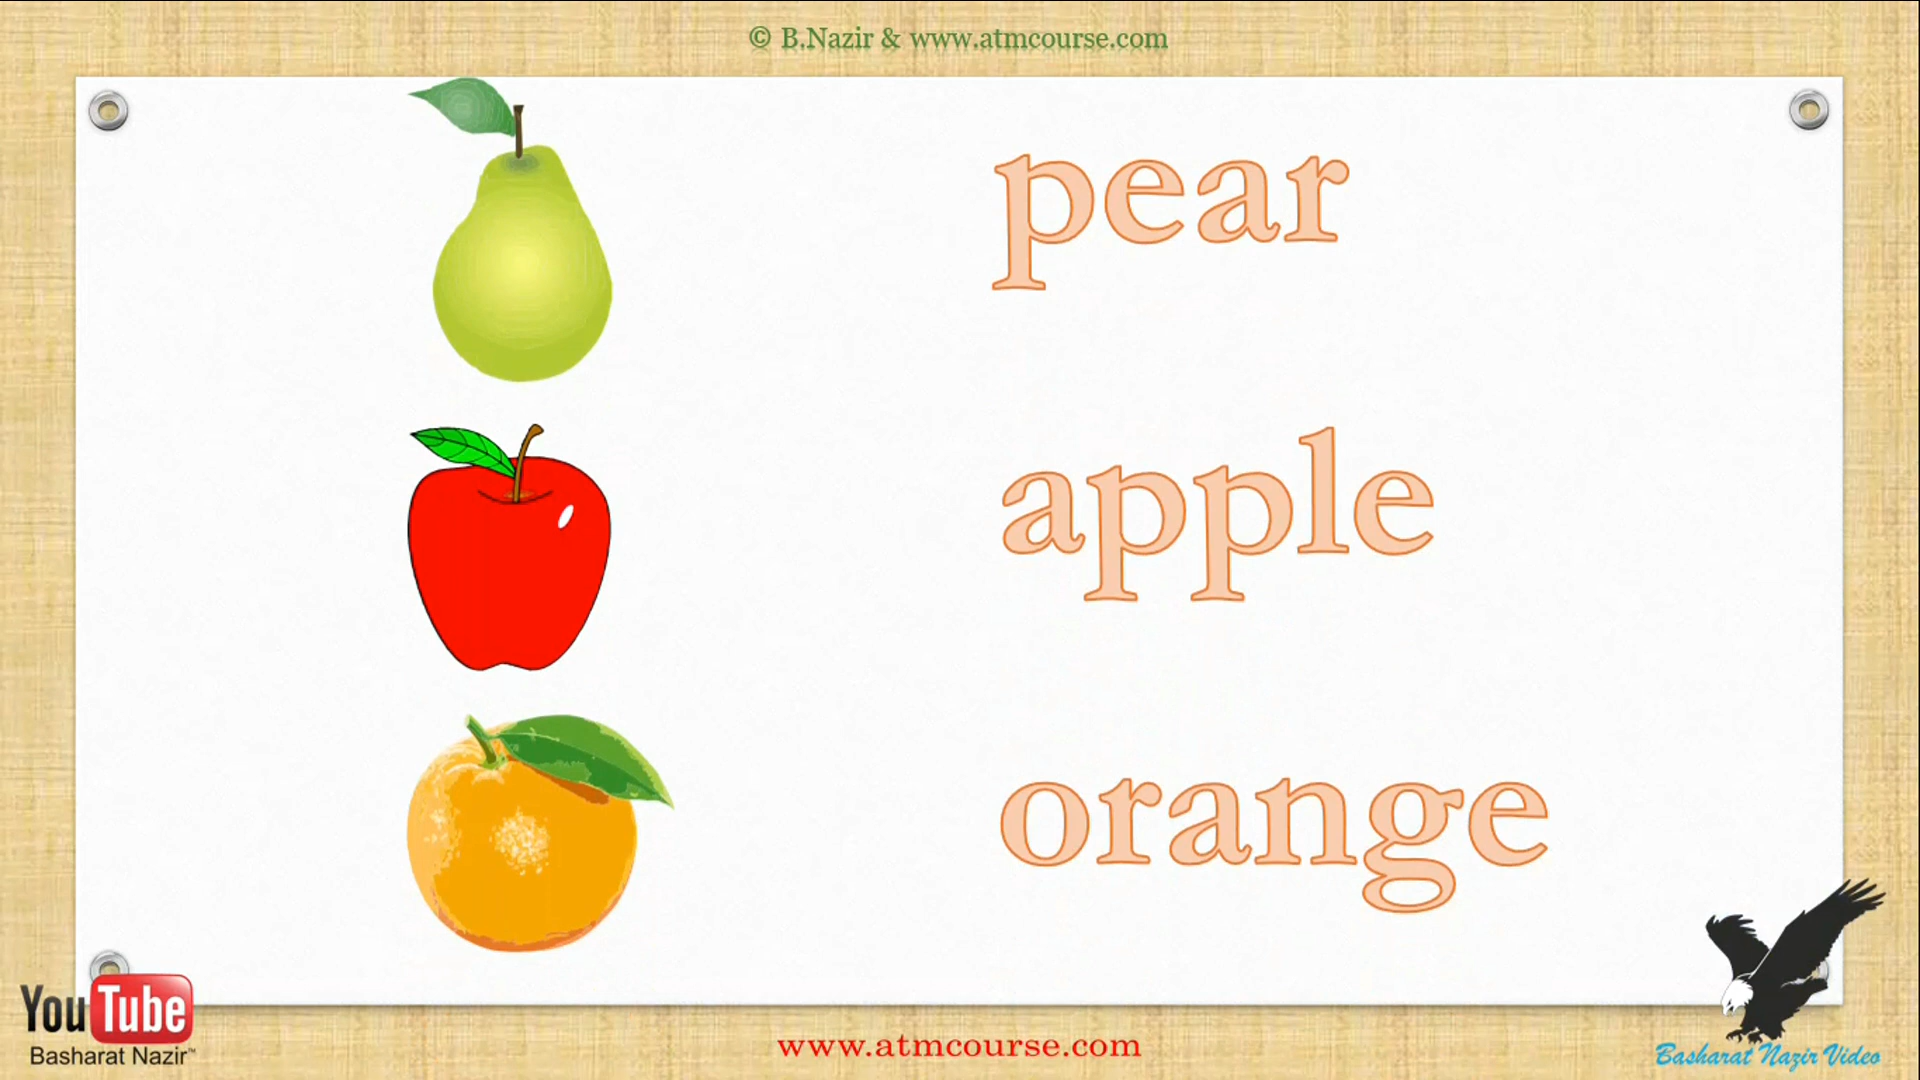 © B.Nazir & www.atmcourse.com
pear
apple
orange
YouTube
Basharat Nazir™
www.atmcourse.com
Basharat Nazir Video